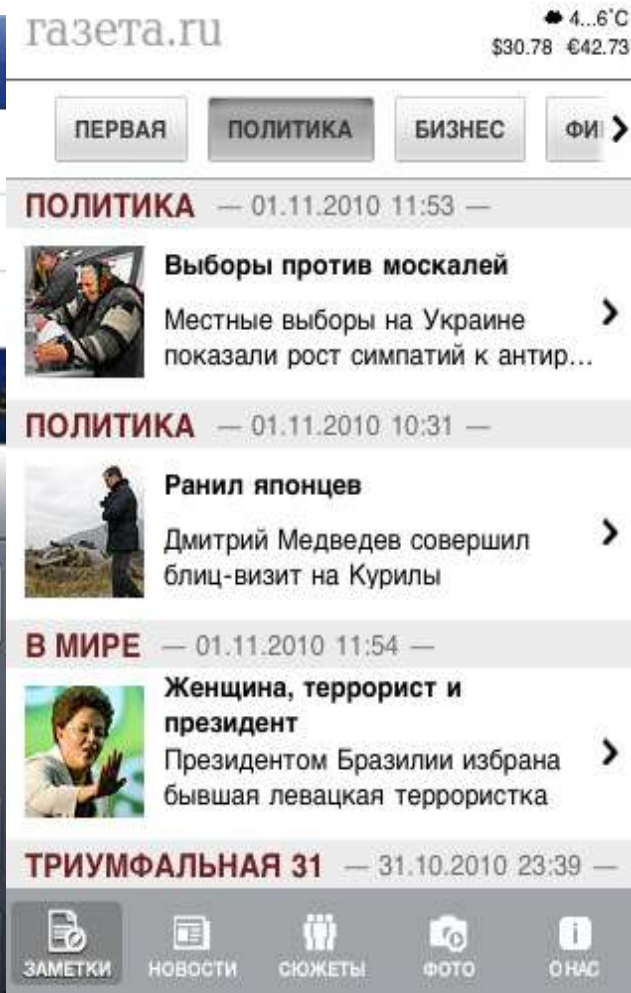 газета.ru
4...6°C
$30.78 €42.73
ПЕРВАЯ
ПОЛИТИКА
БИЗНЕС
ФИ
ПОЛИТИКА — 01.11.2010 11:53 —
Выборы против москалей
Местные выборы на Украине
показали рост симпатий к антир...
ПОЛИТИКА — 01.11.2010 10:31 —
Ранил японцев
Дмитрий Медведев совершил
блиц-визит на Курилы
В МИРЕ — 01.11.2010 11:54 —
Женщина, террорист и
президент
Президентом Бразилии избрана
бывшая левацкая террористка
ТРИУМФАЛЬНАЯ 31 — 31.10.2010 23:39 —
ЗАМЕТКИ
НОВОСТИ
СЮЖЕТЫ
ФОТО
О НАС